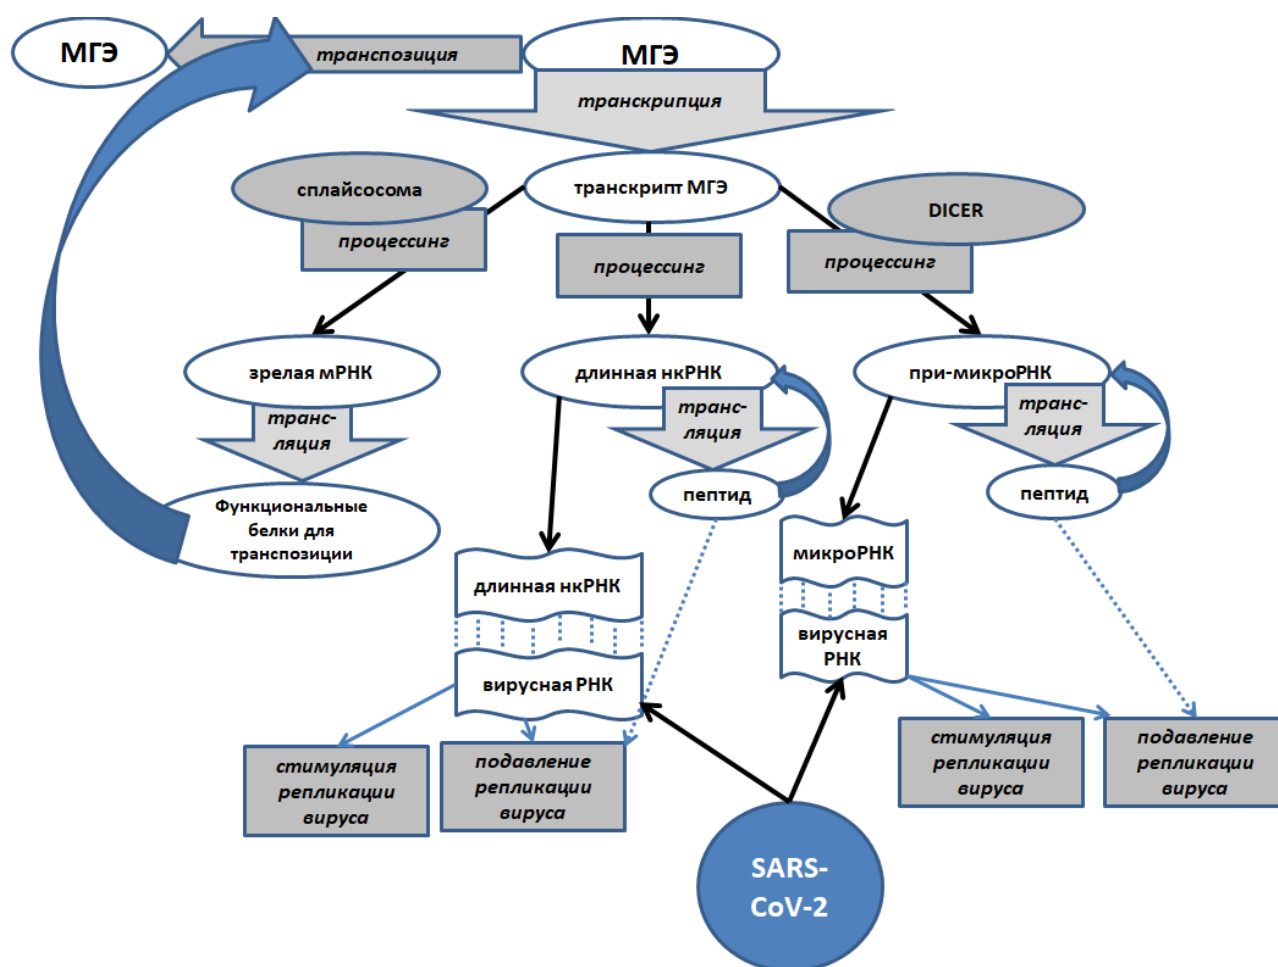 МГЭ
транспозиция
МГЭ
транскрипция
сплайсосома
транскрипт МГЭ
DICER
процессинг
процессинг
процессинг
зрелая мРНК
длинная нкРНК
при-микроРНК
транс-
ляция
транс-
ляция
транс-
ляция
Функциональные
белки для
транспозиции
пептид
пептид
длинная нкРНК
микроРНК
вирусная РНК
вирусная
РНК
стимуляция
репликации
вируса
подавление
репликации
вируса
стимуляция
репликации
вируса
подавление
репликации
вируса
SARS-
CoV-2